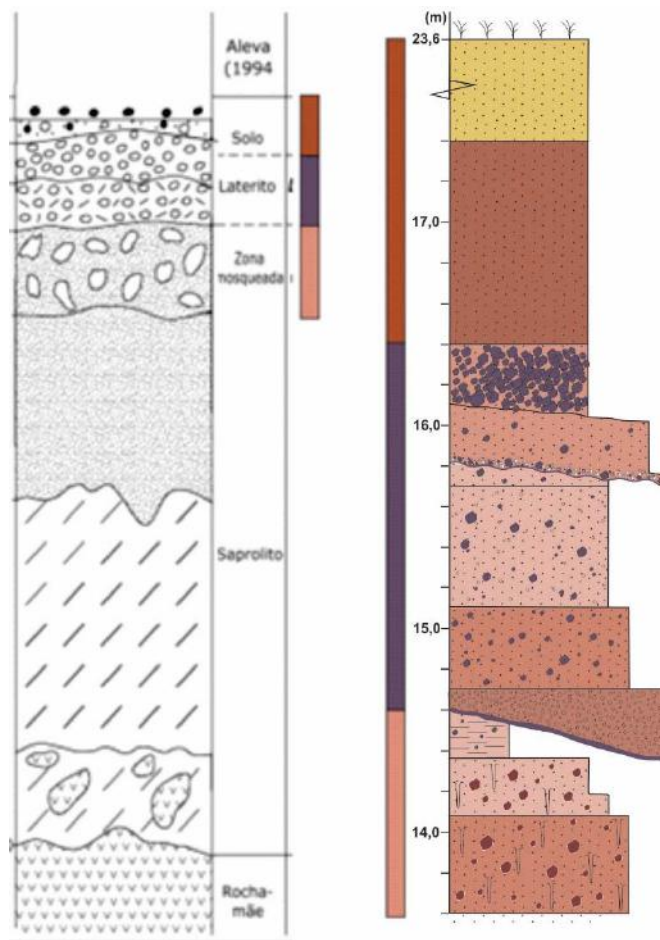 Aleva
(1994
Solo
Laterito
Zona
mosqueada
Saprolito
Rocha-
mãe
(m)
23,6
17,0
16,0
15,0
14,0